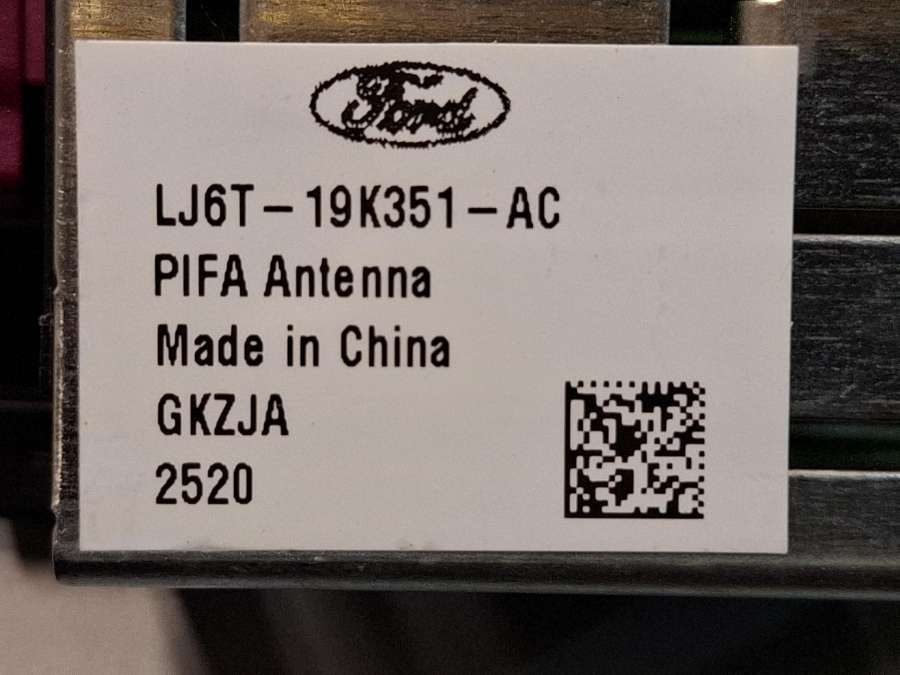 Ford
LJ6T-19K351-AC
PIFA Antenna
Made in China
GKZJA
2520